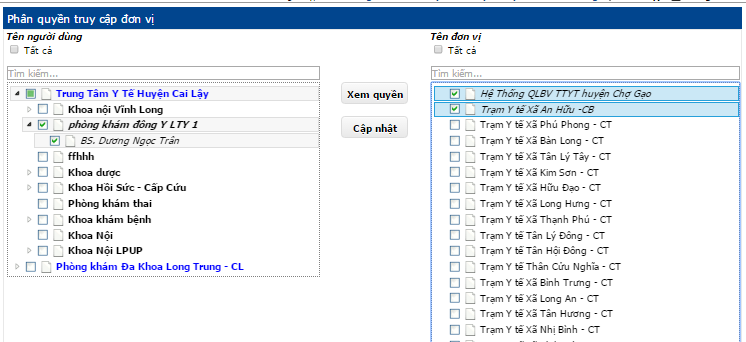 Phân quyền truy cập đơn vị
Tên người dùng
Tất cả
Tìm kiếm...
Trung Tâm Y Tế Huyện Cai Lậy
Khoa nội Vĩnh Long
phòng khám đông Y LTY 1
BS. Dương Ngọc Trân
ffhhh
Khoa dược
Khoa Hồi Sức - Cấp Cứu
Phòng khám thai
Khoa khám bệnh
Khoa Nội
Khoa Nội LPUP
Phòng khám Đa Khoa Long Trung - CL
Xem quyền
Cập nhật
Tên đơn vị
Tất cả
Tìm kiếm...
Hệ Thống QLBV TTYT huyện Chợ Gạo
Trạm Y tế Xã An Hữu -CB
Trạm Y tế Xã Phú Phong - CT
Trạm Y tế Xã Bàn Long - CT
Trạm Y tế Xã Tân Lý Tây - CT
Trạm Y tế Xã Kim Sơn - CT
Trạm Y tế Xã Hữu Đạo - CT
Trạm Y tế Xã Long Hưng - CT
Trạm Y tế Xã Thạnh Phú - CT
Trạm Y tế Tân Lý Đông - CT
Trạm Y tế Tân Hội Đông - CT
Trạm Y tế Thân Cửu Nghĩa - CT
Trạm Y tế Xã Bình Trưng - CT
Trạm Y tế Xã Long An - CT
Trạm Y tế Xã Tân Hương - CT
Trạm Y tế Xã Nhị Bình - CT